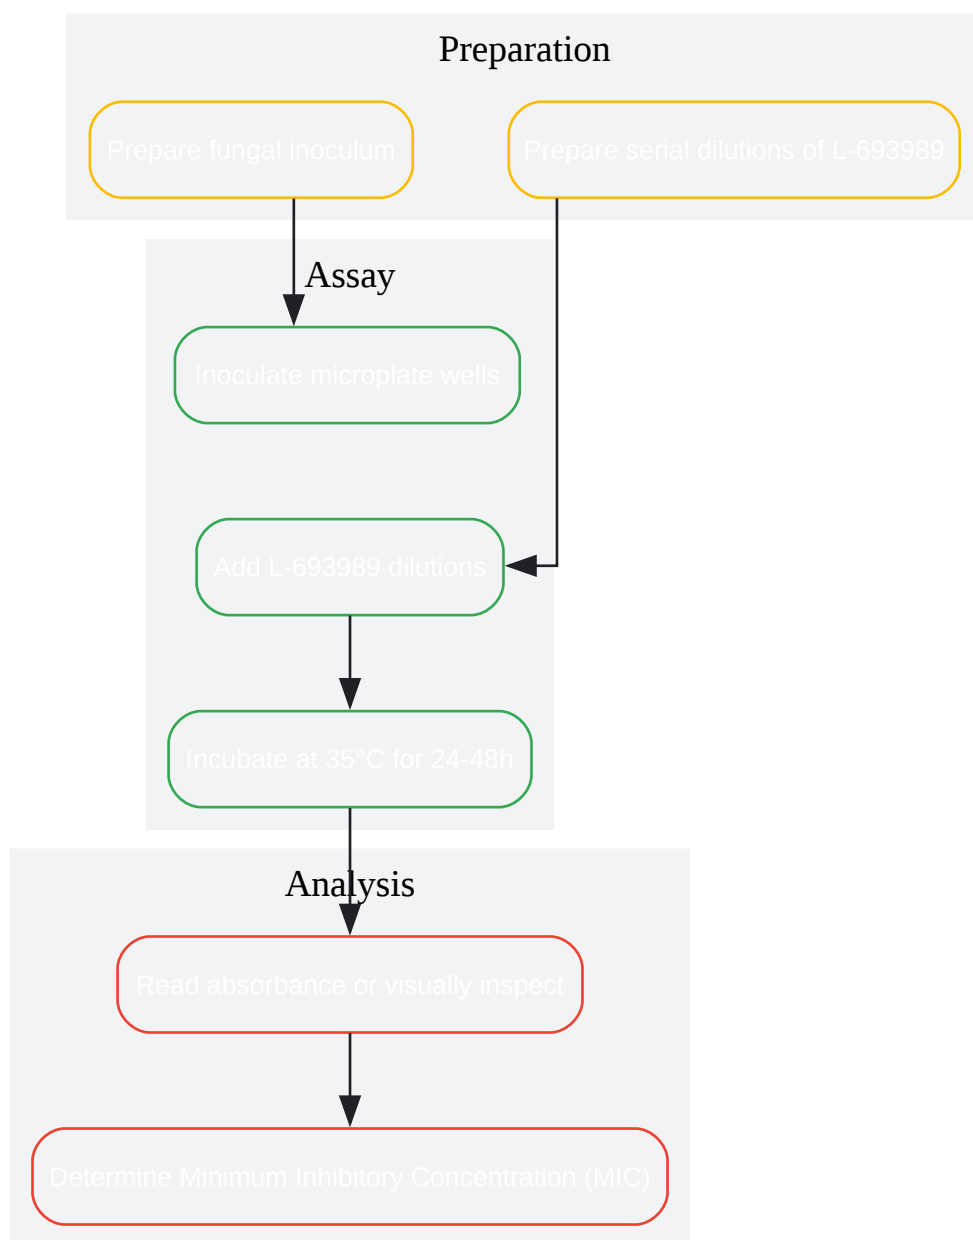 Preparation
Prepare fungal inoculum
Prepare serial dilutions of L-693989
Assay
Inoculate microplate wells
Add L-693989 dilutions
Incubate at 35°C for 24-48h
Analysis
Read absorbance or visually inspect
Determine Minimum Inhibitory Concentration (MIC)